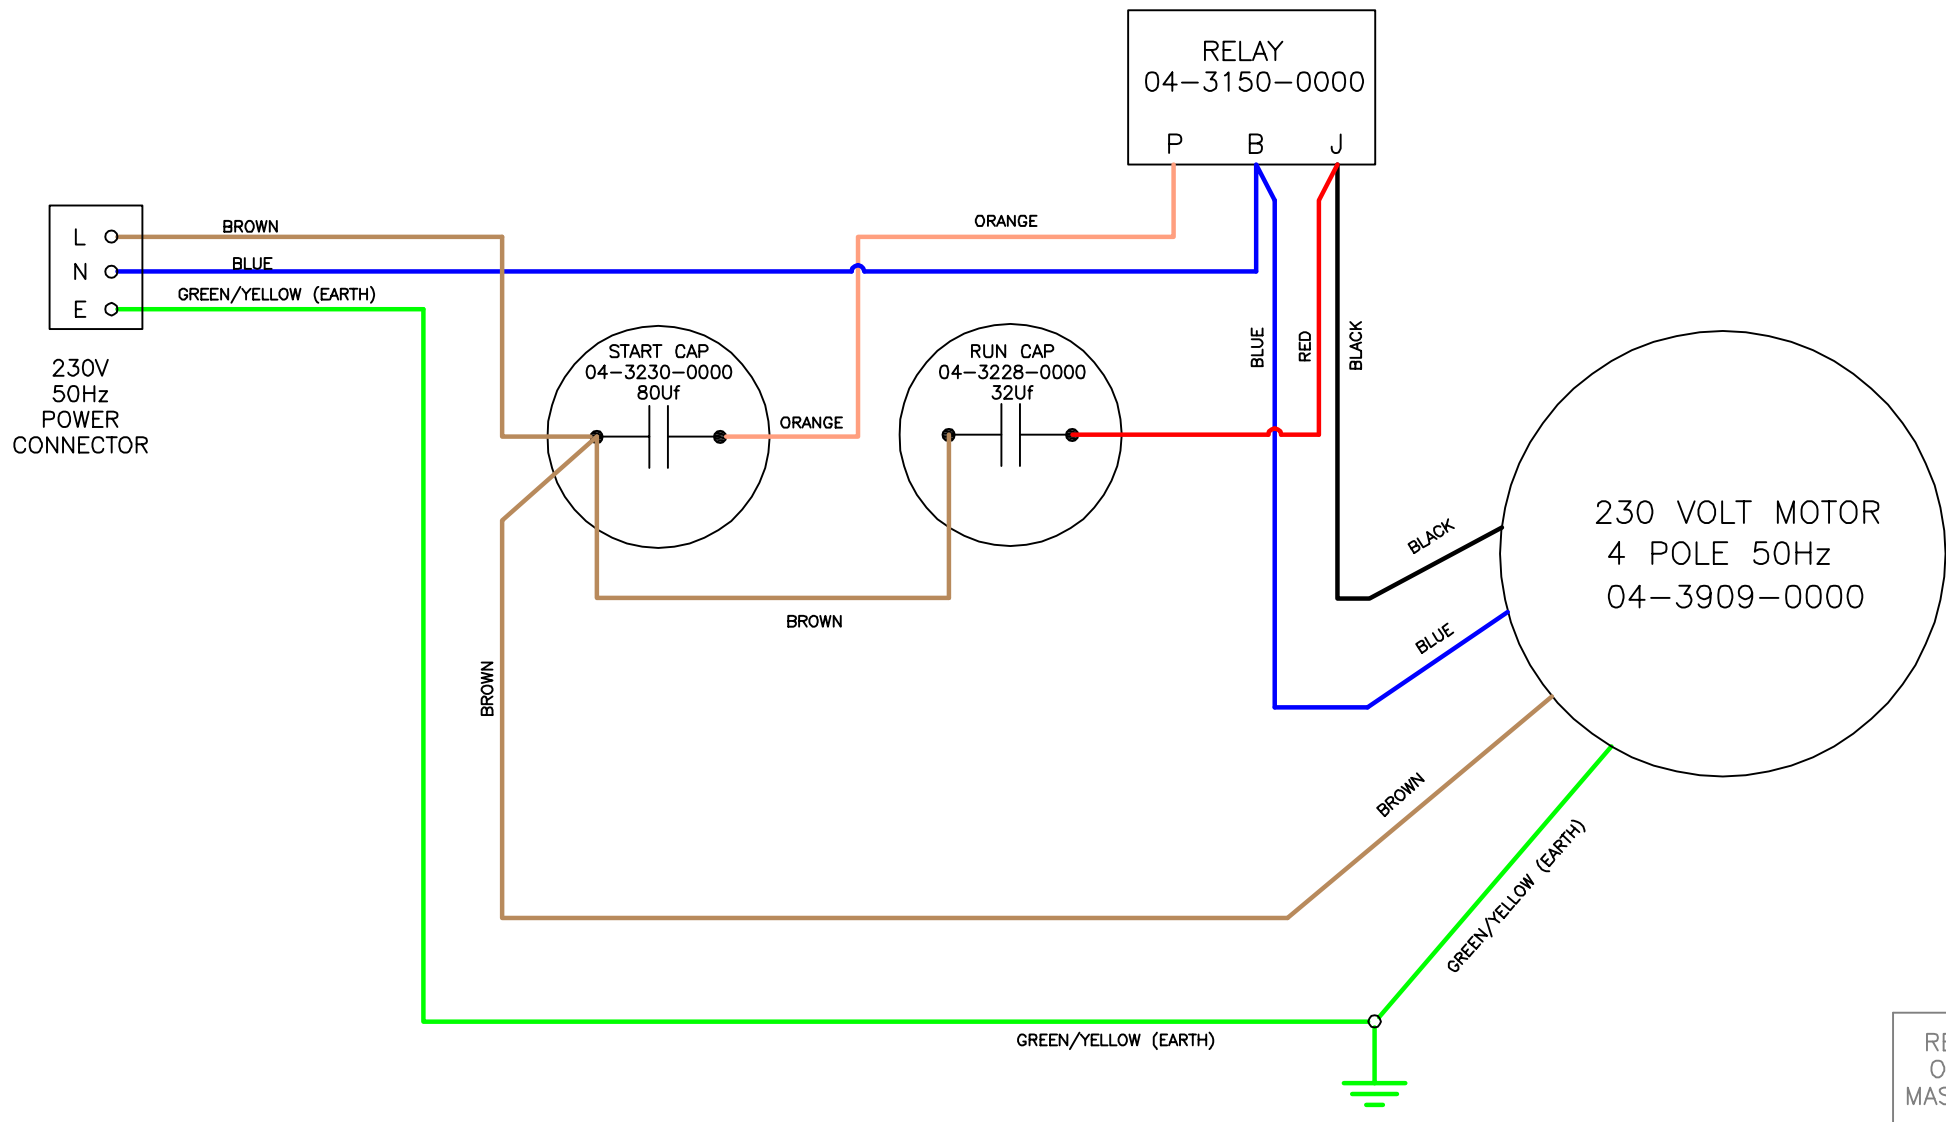 RELAY
04-3150-0000
P B J
L
N
E
BROWN
BLUE
GREEN/YELLOW (EARTH)
230V
50Hz
POWER
CONNECTOR
ORANGE
START CAP
04-3230-0000
80Uf
ORANGE
RUN CAP
04-3228-0000
32Uf
BLUE
RED
BLACK
BLACK
BLUE
230 VOLT MOTOR
4 POLE 50Hz
04-3909-0000
BROWN
BROWN
BROWN
GREEN/YELLOW (EARTH)
GREEN/YELLOW (EARTH)